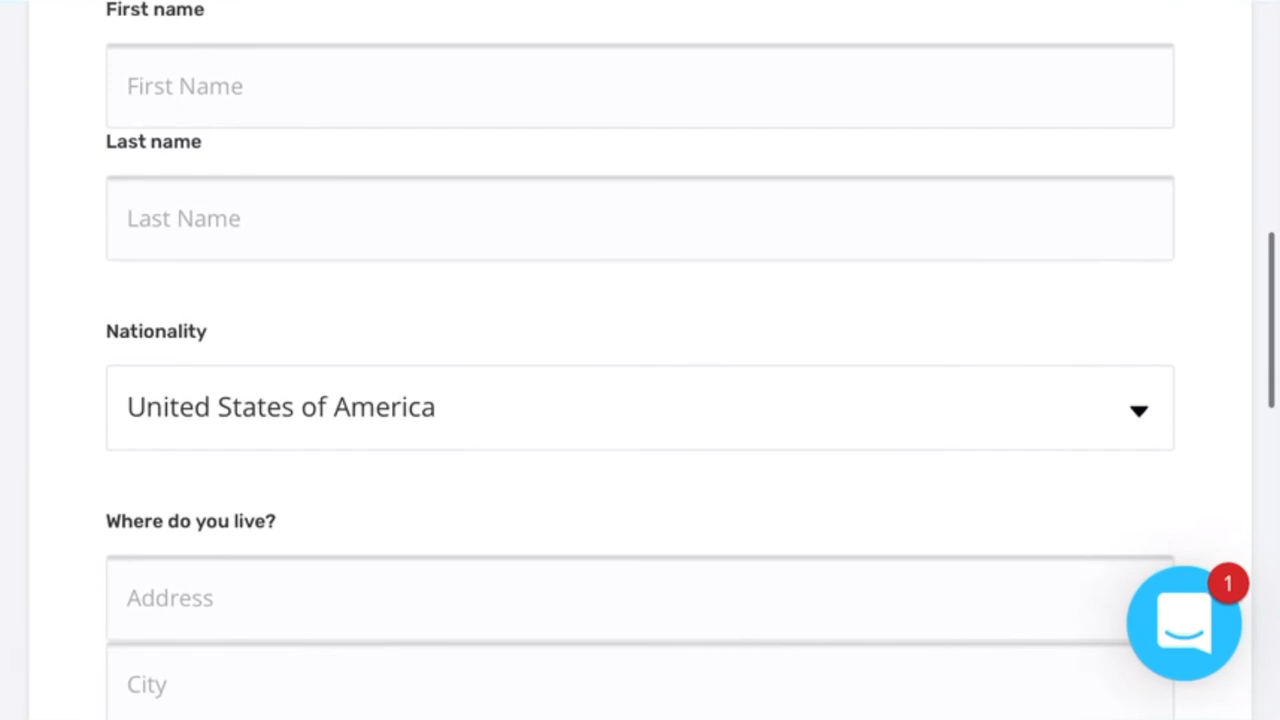 First name
First Name
Last name
Last Name
Nationality
United States of America
Where do you live?
Address
1
City